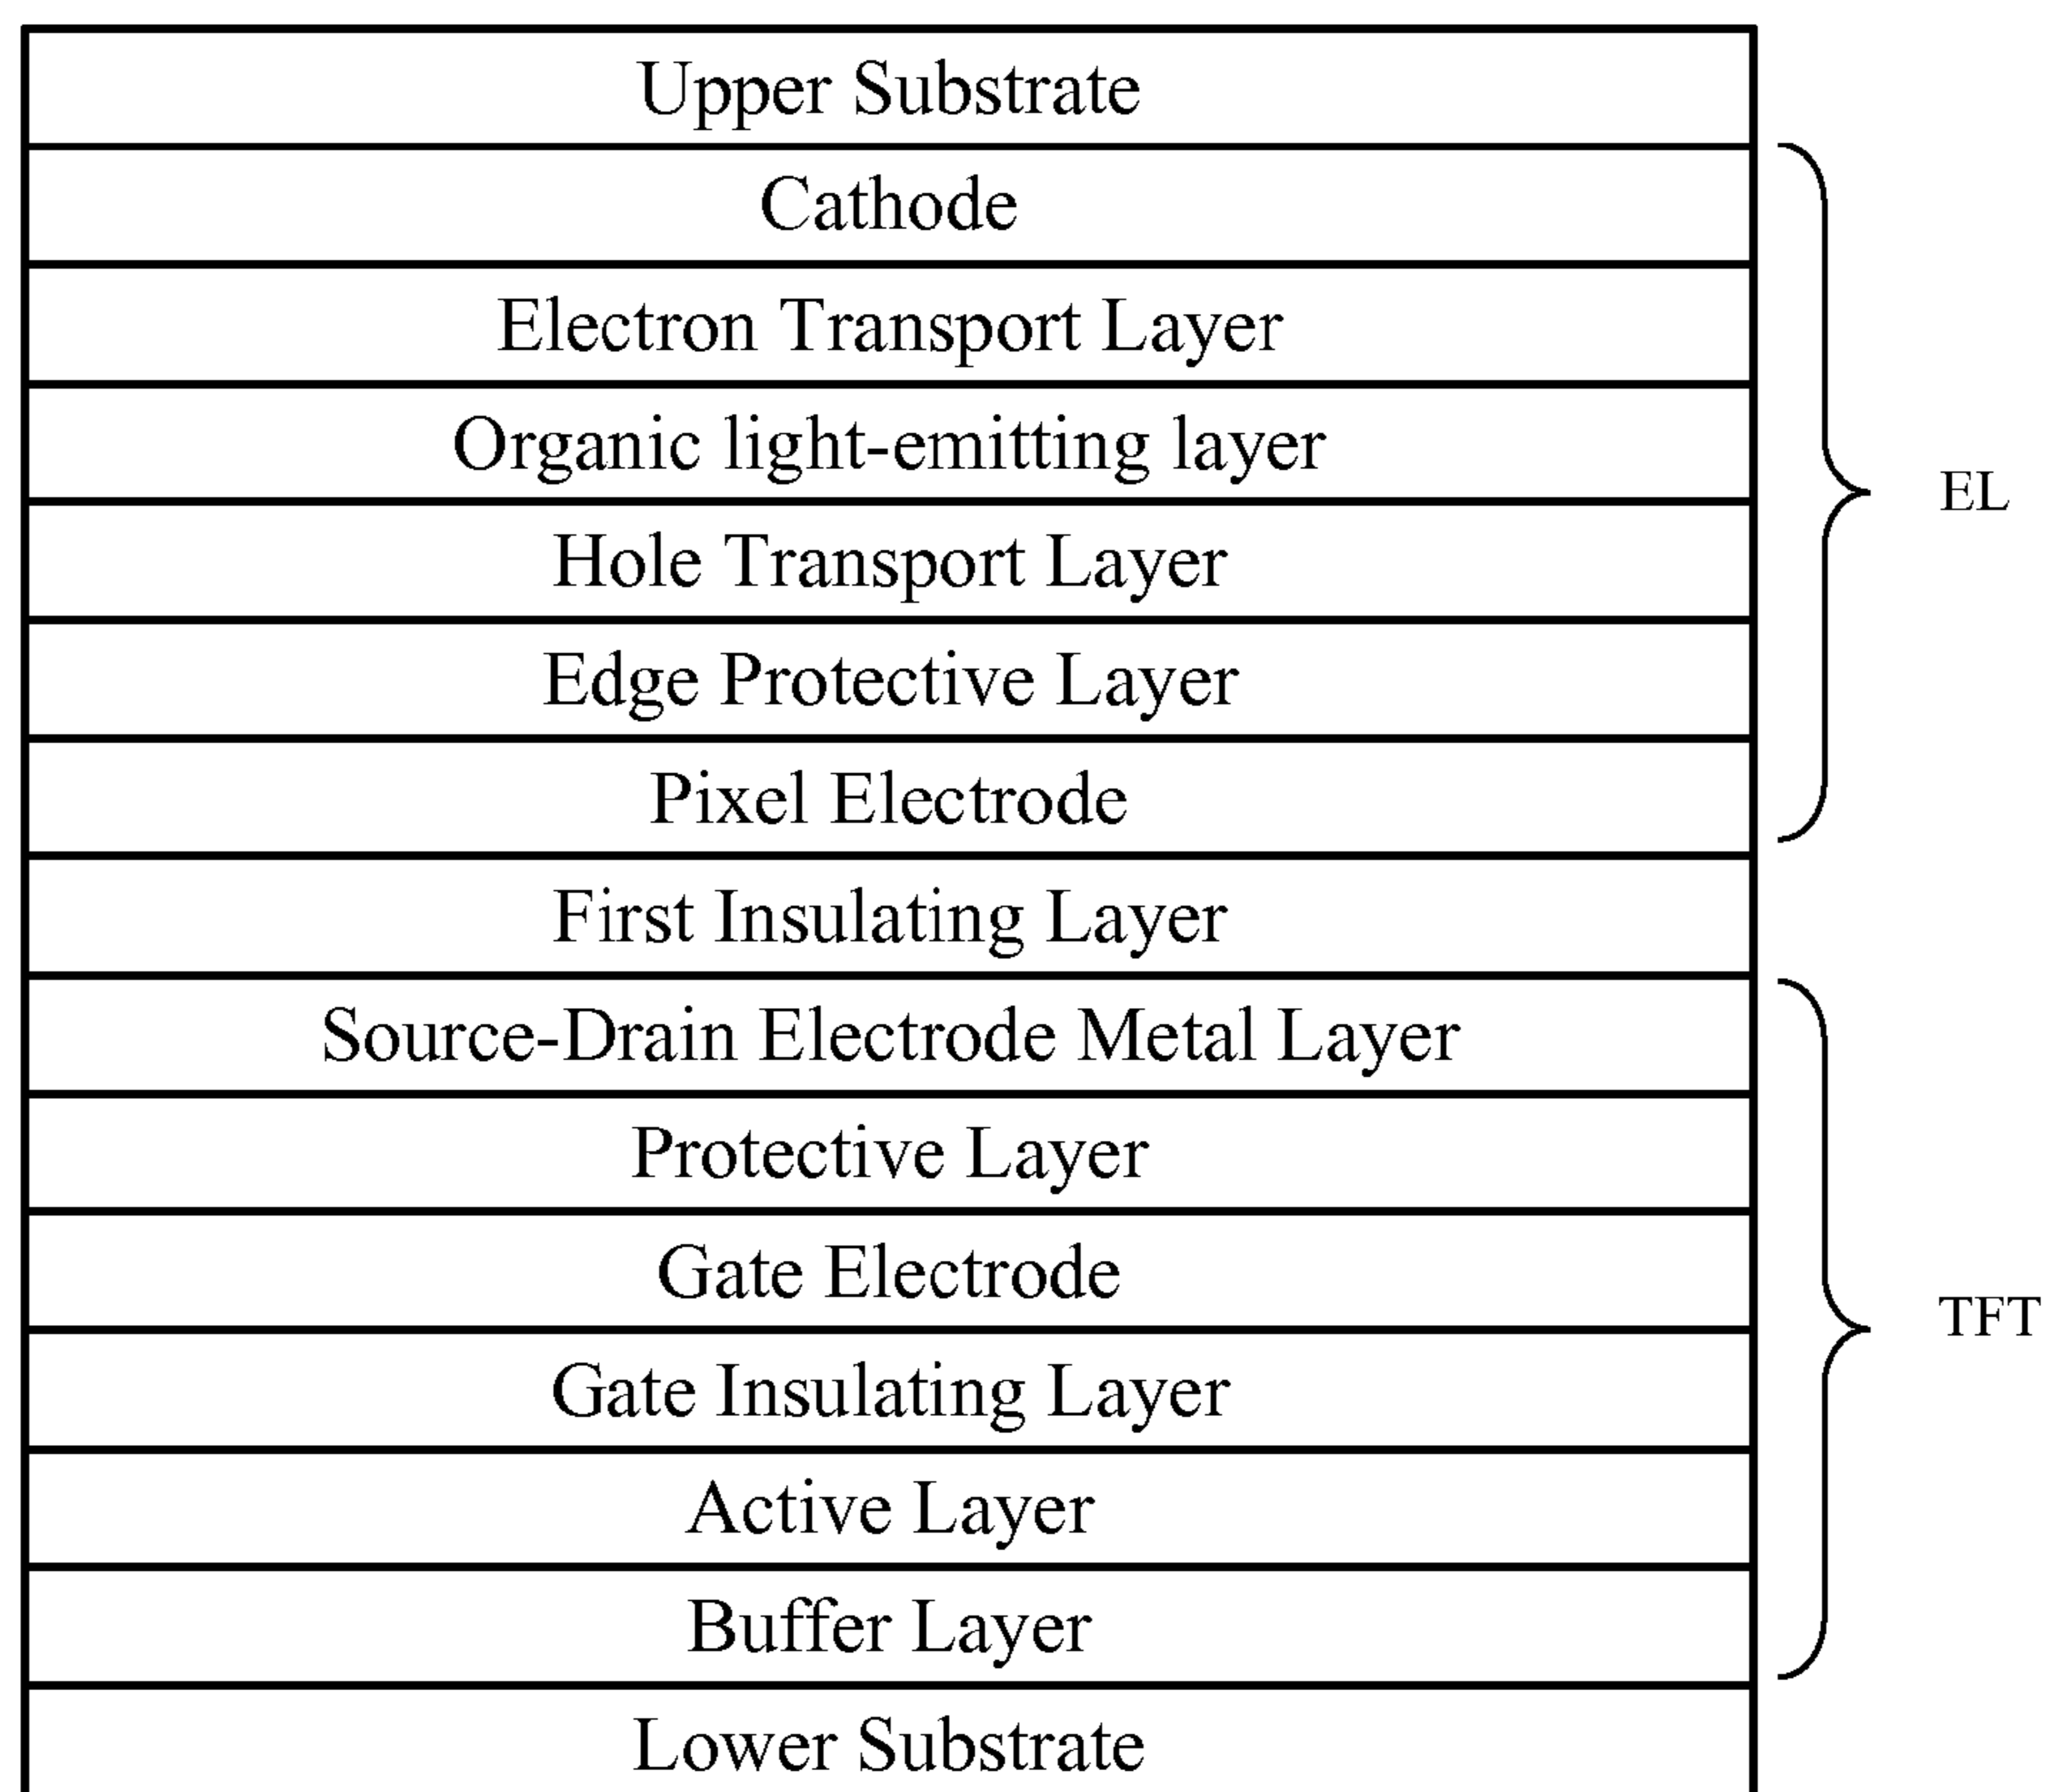 Upper Substrate
Cathode
Electron Transport Layer
Organic light-emitting layer
EL
Hole Transport Layer
Edge Protective Layer
Pixel Electrode
First Insulating Layer
Source-Drain Electrode Metal Layer
Protective Layer
Gate Electrode
TFT
Gate Insulating Layer
Active Layer
Buffer Layer
Lower Substrate